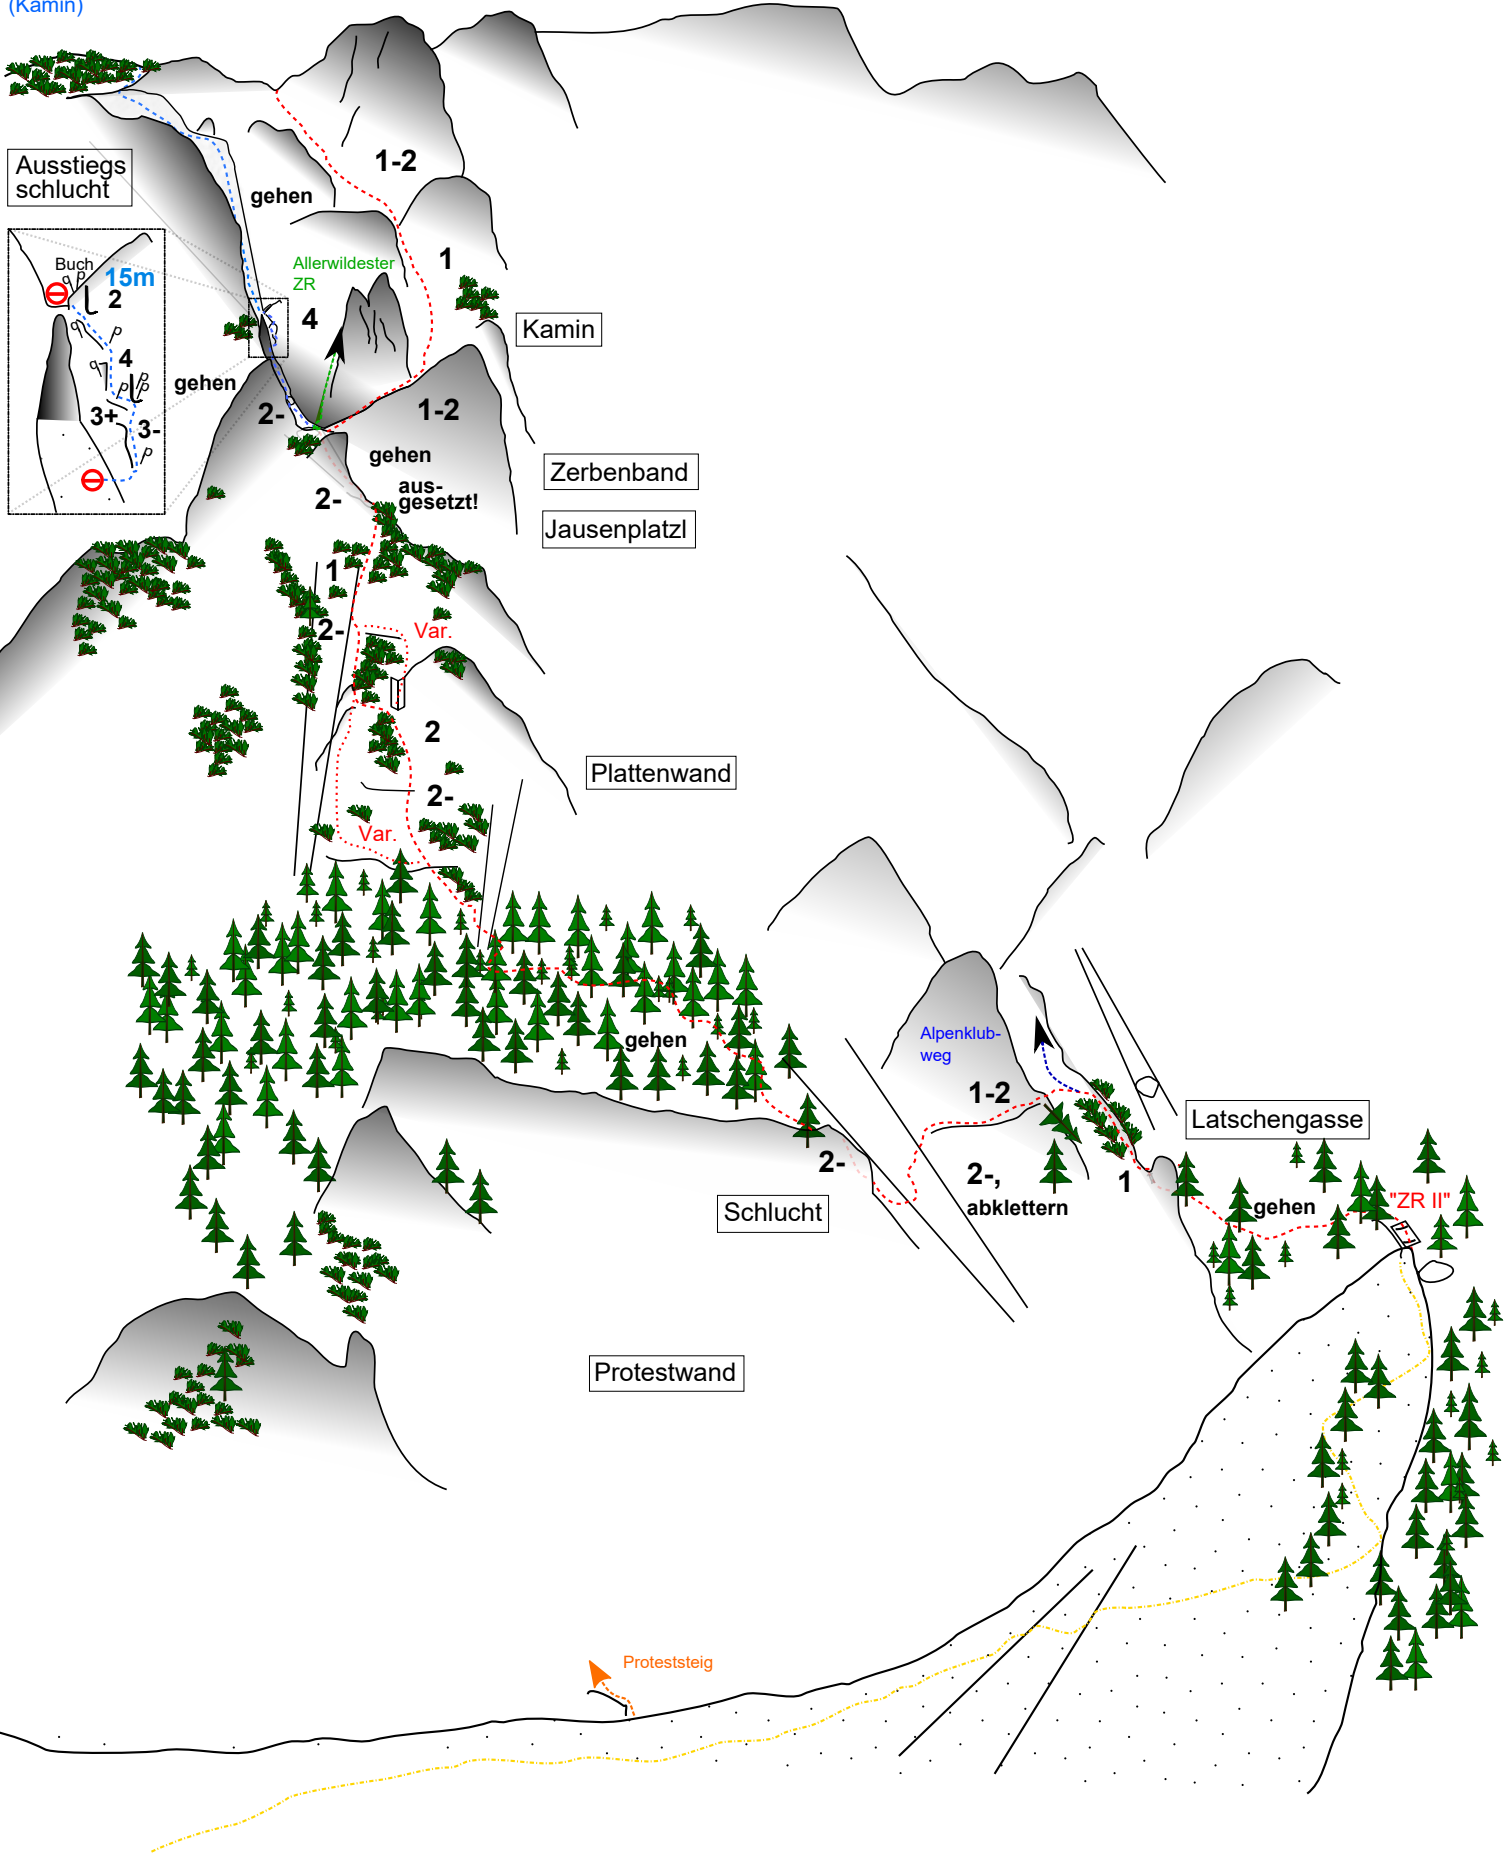 (Kamin)
Ausstiegs
schlucht
1-2
gehen
1
Allerwildester
ZR
4
Buch
p
p
15m
2
q
p
4
q
p
p
p
3+
3-
p
gehen
Kamin
2-
1-2
gehen
Zerbenband
aus-
gesetzt!
2-
Jausenplatzl
1
2-
Var.
2
Plattenwand
2-
Var.
gehen
Alpenklub-
weg
1-2
Latschengasse
2-
2-,
abklettern
1
Schlucht
gehen
"ZR II"
Protestwand
Proteststeig